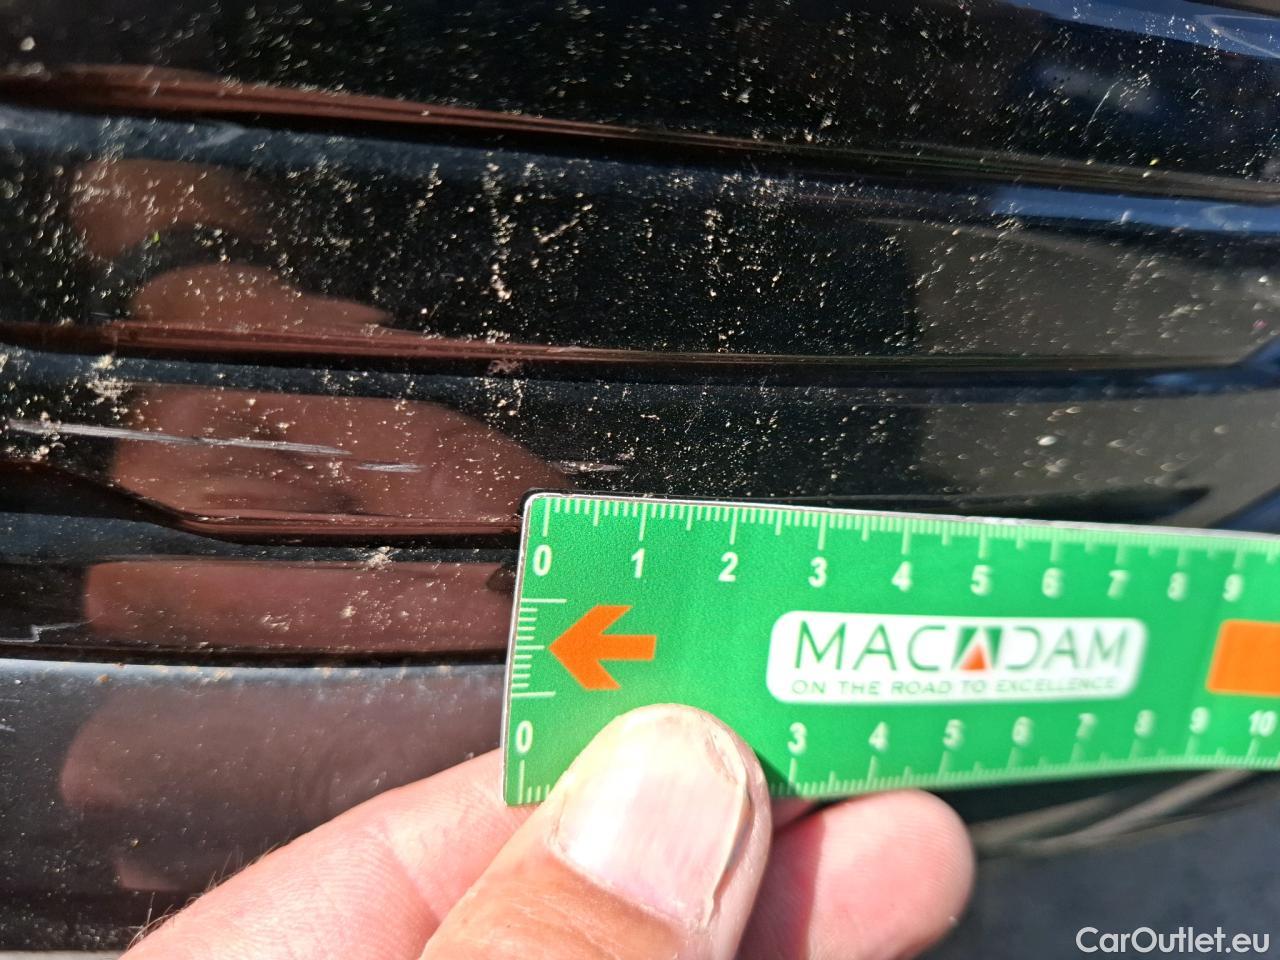 0 1 2 3 4 5 6 7 8 9
MACADAM
ON THE ROAD TO EXCELLENCE
0 3 4 5 6 7 8 9 10
CarOutlet.eu